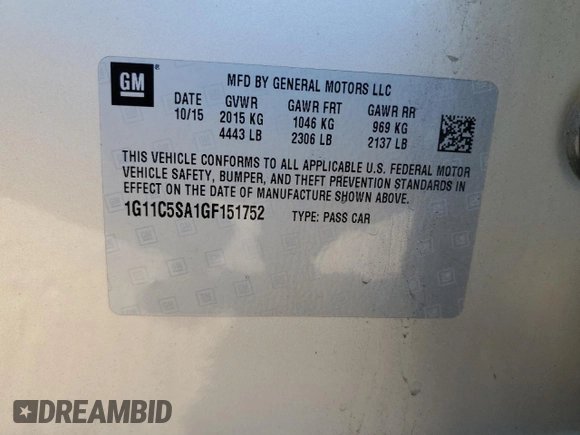 GM
®
MFD BY GENERAL MOTORS LLC
DATE GVWR GAWR FRT GAWR RR
10/15 2015 KG 1046 KG 969 KG
4443 LB 2306 LB 2137 LB
THIS VEHICLE CONFORMS TO ALL APPLICABLE U.S. FEDERAL MOTOR
VEHICLE SAFETY, BUMPER, AND THEFT PREVENTION STANDARDS IN
EFFECT ON THE DATE OF MANUFACTURE SHOWN ABOVE.
1G11C5SA1GF151752 TYPE: PASS CAR
DREAMBID